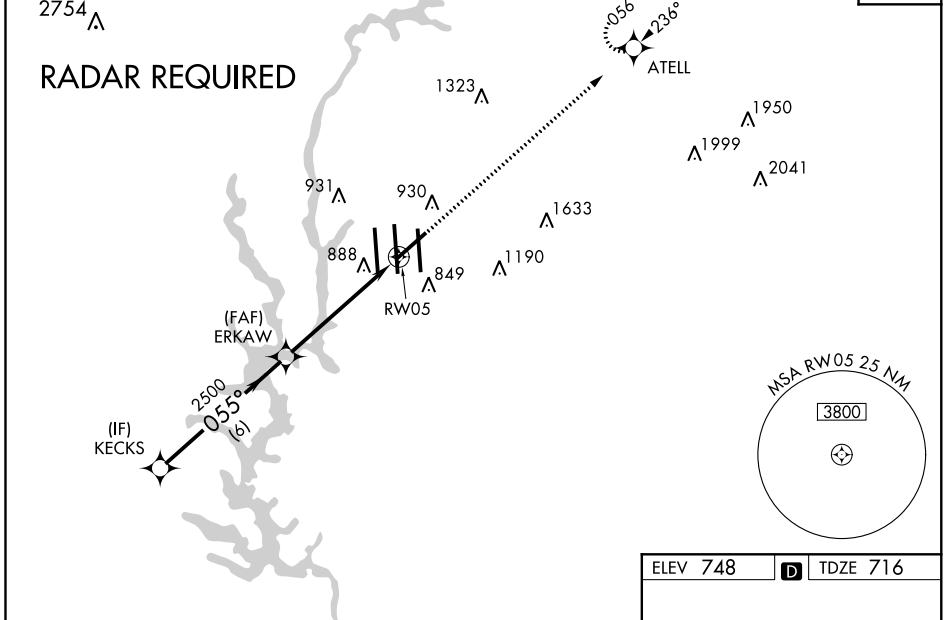 2754
RADAR REQUIRED
056
236°
ATELL
1323
1950
1999
2041
931
930
1633
888
849
1190
RW05
(FAF)
ERKAW
2500
055°
(6)
(IF)
KECKS
MSA RW05 25 NM
3800
ELEV 748 D TDZE 716